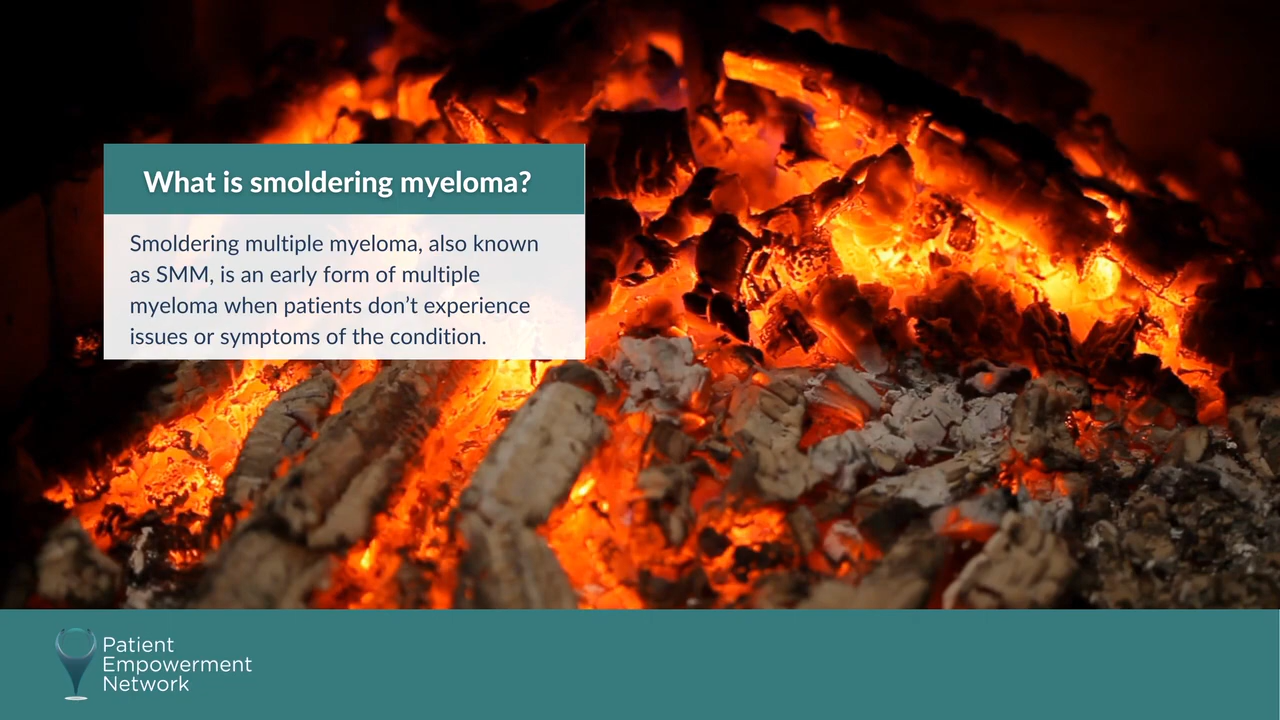 What is smoldering myeloma?
Smoldering multiple myeloma, also known
as SMM, is an early form of multiple
myeloma when patients don’t experience
issues or symptoms of the condition.
Patient
Empowerment
Network